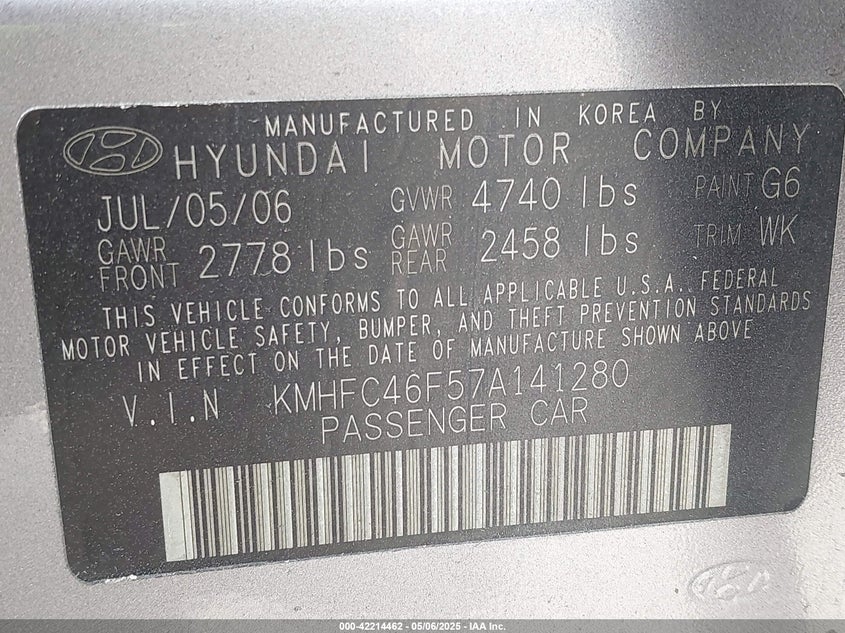 MANUFACTURED IN KOREA BY
HYUNDAI MOTOR COMPANY
JUL/05/06 GVWR 4740 lbs PAINT G6
GAWR FRONT 2778 lbs GAWR REAR 2458 lbs TRIM WK
THIS VEHICLE CONFORMS TO ALL APPLICABLE U.S.A. FEDERAL
MOTOR VEHICLE SAFETY, BUMPER, AND THEFT PREVENTION STANDARDS
IN EFFECT ON THE DATE OF MANUFACTURE SHOWN ABOVE
V.I.N KMHFC46F57A141280
PASSENGER CAR
000-42214462 - 05/06/2025 - IAA Inc.